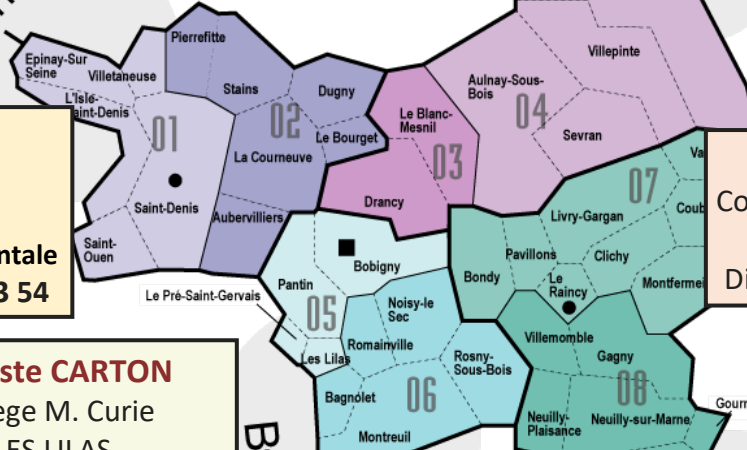 Pierrefitte
Epinay-Sur
Seine
Villetaneuse
L'Isle-
aint-Denis
Stains
Dugny
Aulnay-Sous-
Bois
Villepinte
Le Blanc-
Mesnil
01
02
03
04
Le Bourget
Sevran
La Courneuve
Drancy
07
Saint-Denis
Aubervilliers
Livry-Gargan
Saint-
Ouen
Bobigny
Pavillons
Clichy
Bondy
Le
Raincy
Montfermei
Coub
Va
Co
Di
ntale
3 54
Pantin
Le Pré-Saint-Gervais
05
Noisy-le
Sec
Romainville
Les Lilas
Rosny-
Sous-Bois
Villemomble
Gagny
06
08
Bagnolet
Montreuil
Neuilly-
Plaisance
Neuilly-sur-Marne
Gourn
ste CARTON
ege M. Curie